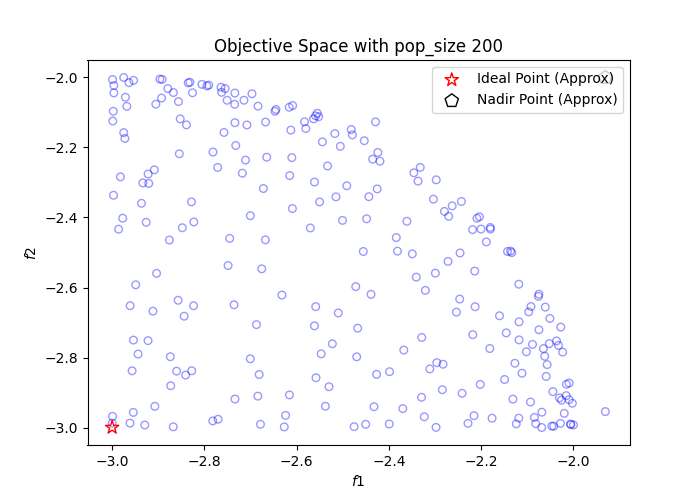 Objective Space with pop_size 200
Ideal Point (Approx)
Nadir Point (Approx)
−2.0
−2.2
−2.4
−2.6
−2.8
−3.0
f2
−3.0
−2.8
−2.6
−2.4
−2.2
−2.0
f1